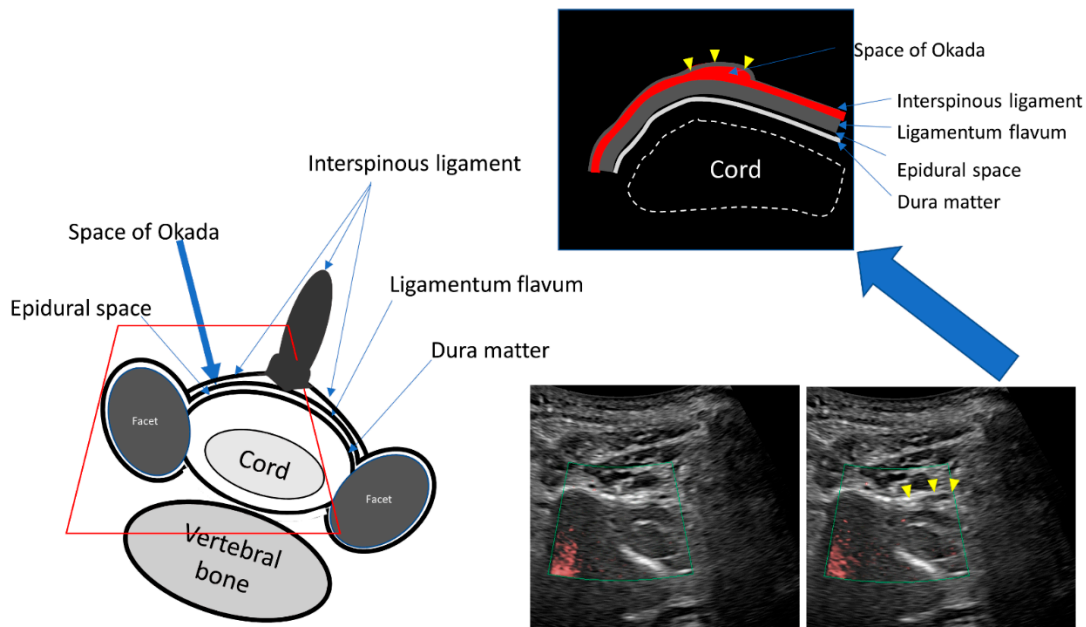 Space of Okada
Interspinous ligament
Ligamentum flavum
Epidural space
Dura matter
Cord
Interspinous ligament
Space of Okada
Ligamentum flavum
Epidural space
Dura matter
Facet
Cord
Facet
Vertebral
bone